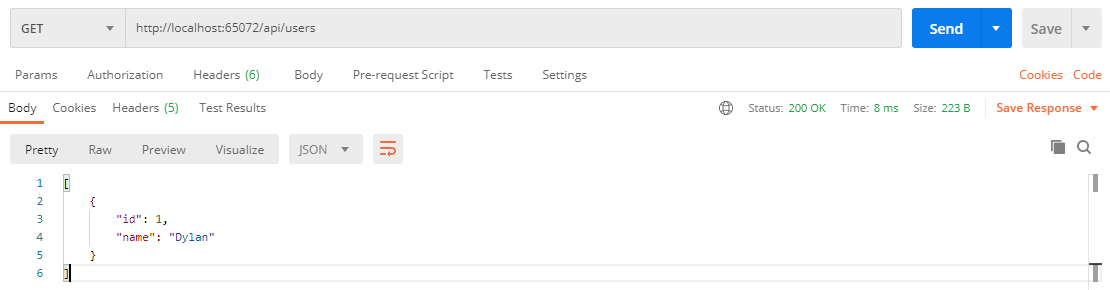 GET http://localhost:65072/api/users Send Save
Params Authorization Headers (6) Body Pre-request Script Tests Settings Cookies Code
Body Cookies Headers (5) Test Results Status: 200 OK Time: 8 ms Size: 223 B Save Response
Pretty Raw Preview Visualize JSON
1 [
2 {
3 "id": 1,
4 "name": "Dylan"
5 }
6 ]